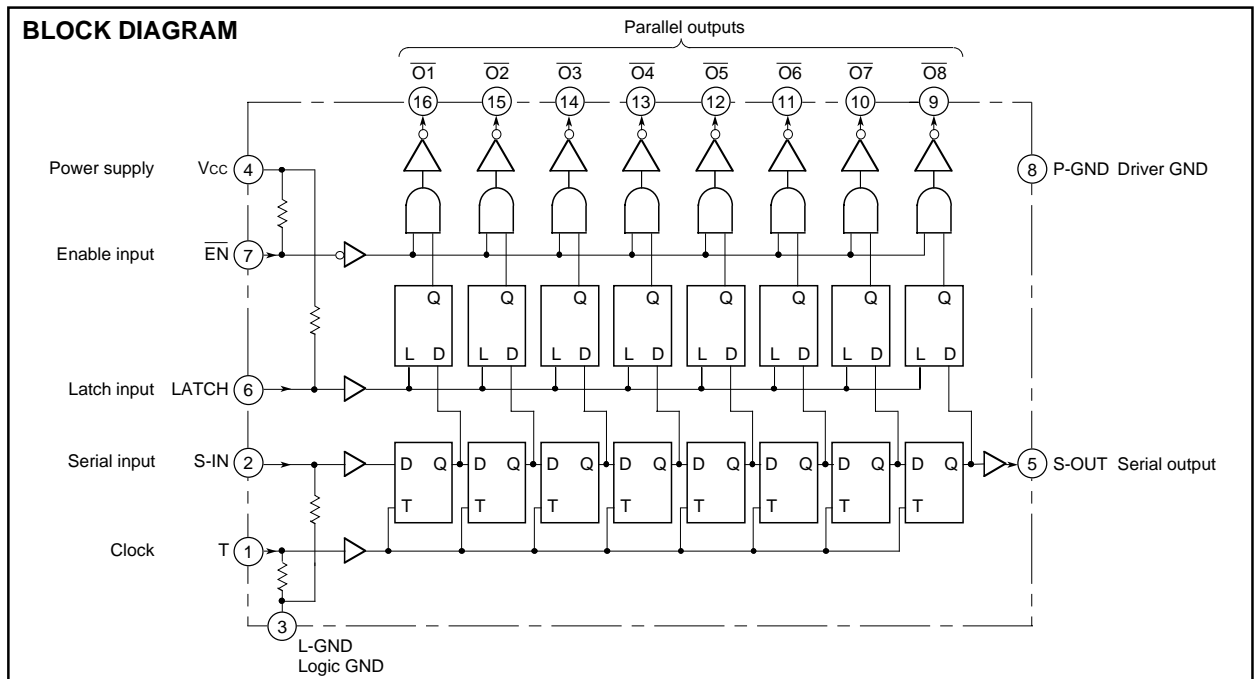 BLOCK DIAGRAM
Parallel outputs
O1 O2 O3 O4 O5 O6 O7 O8
16 15 14 13 12 11 10 9
Power supply VCC 4
8 P-GND Driver GND
Enable input EN 7
Q Q Q Q Q Q Q Q
L D L D L D L D L D L D L D L D
Latch input LATCH 6
Serial input S-IN 2
D Q D Q D Q D Q D Q D Q D Q D Q
5 S-OUT Serial output
T T T T T T T T
Clock T 1
3
L-GND
Logic GND